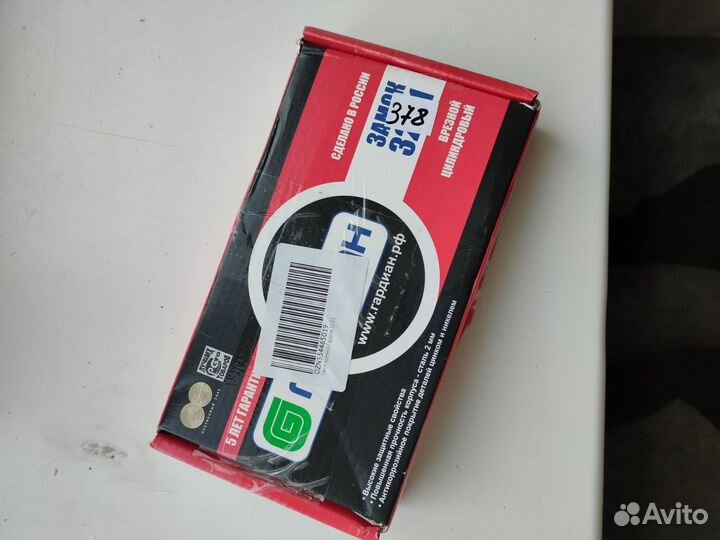 СДЕЛАНО В РОССИИ
ЗАМОК
378
ВРЕЗНОЙ
ЦИЛИНДРОВЫЙ
www.гардиан.рф
OZN534465019
5 ЛЕТ ГАРАНТИ
• Высокие защитные свойства
• Повышенная прочность корпуса - сталь 2 мм
• Антикоррозийное покрытие деталей цинком и никелем
Avito